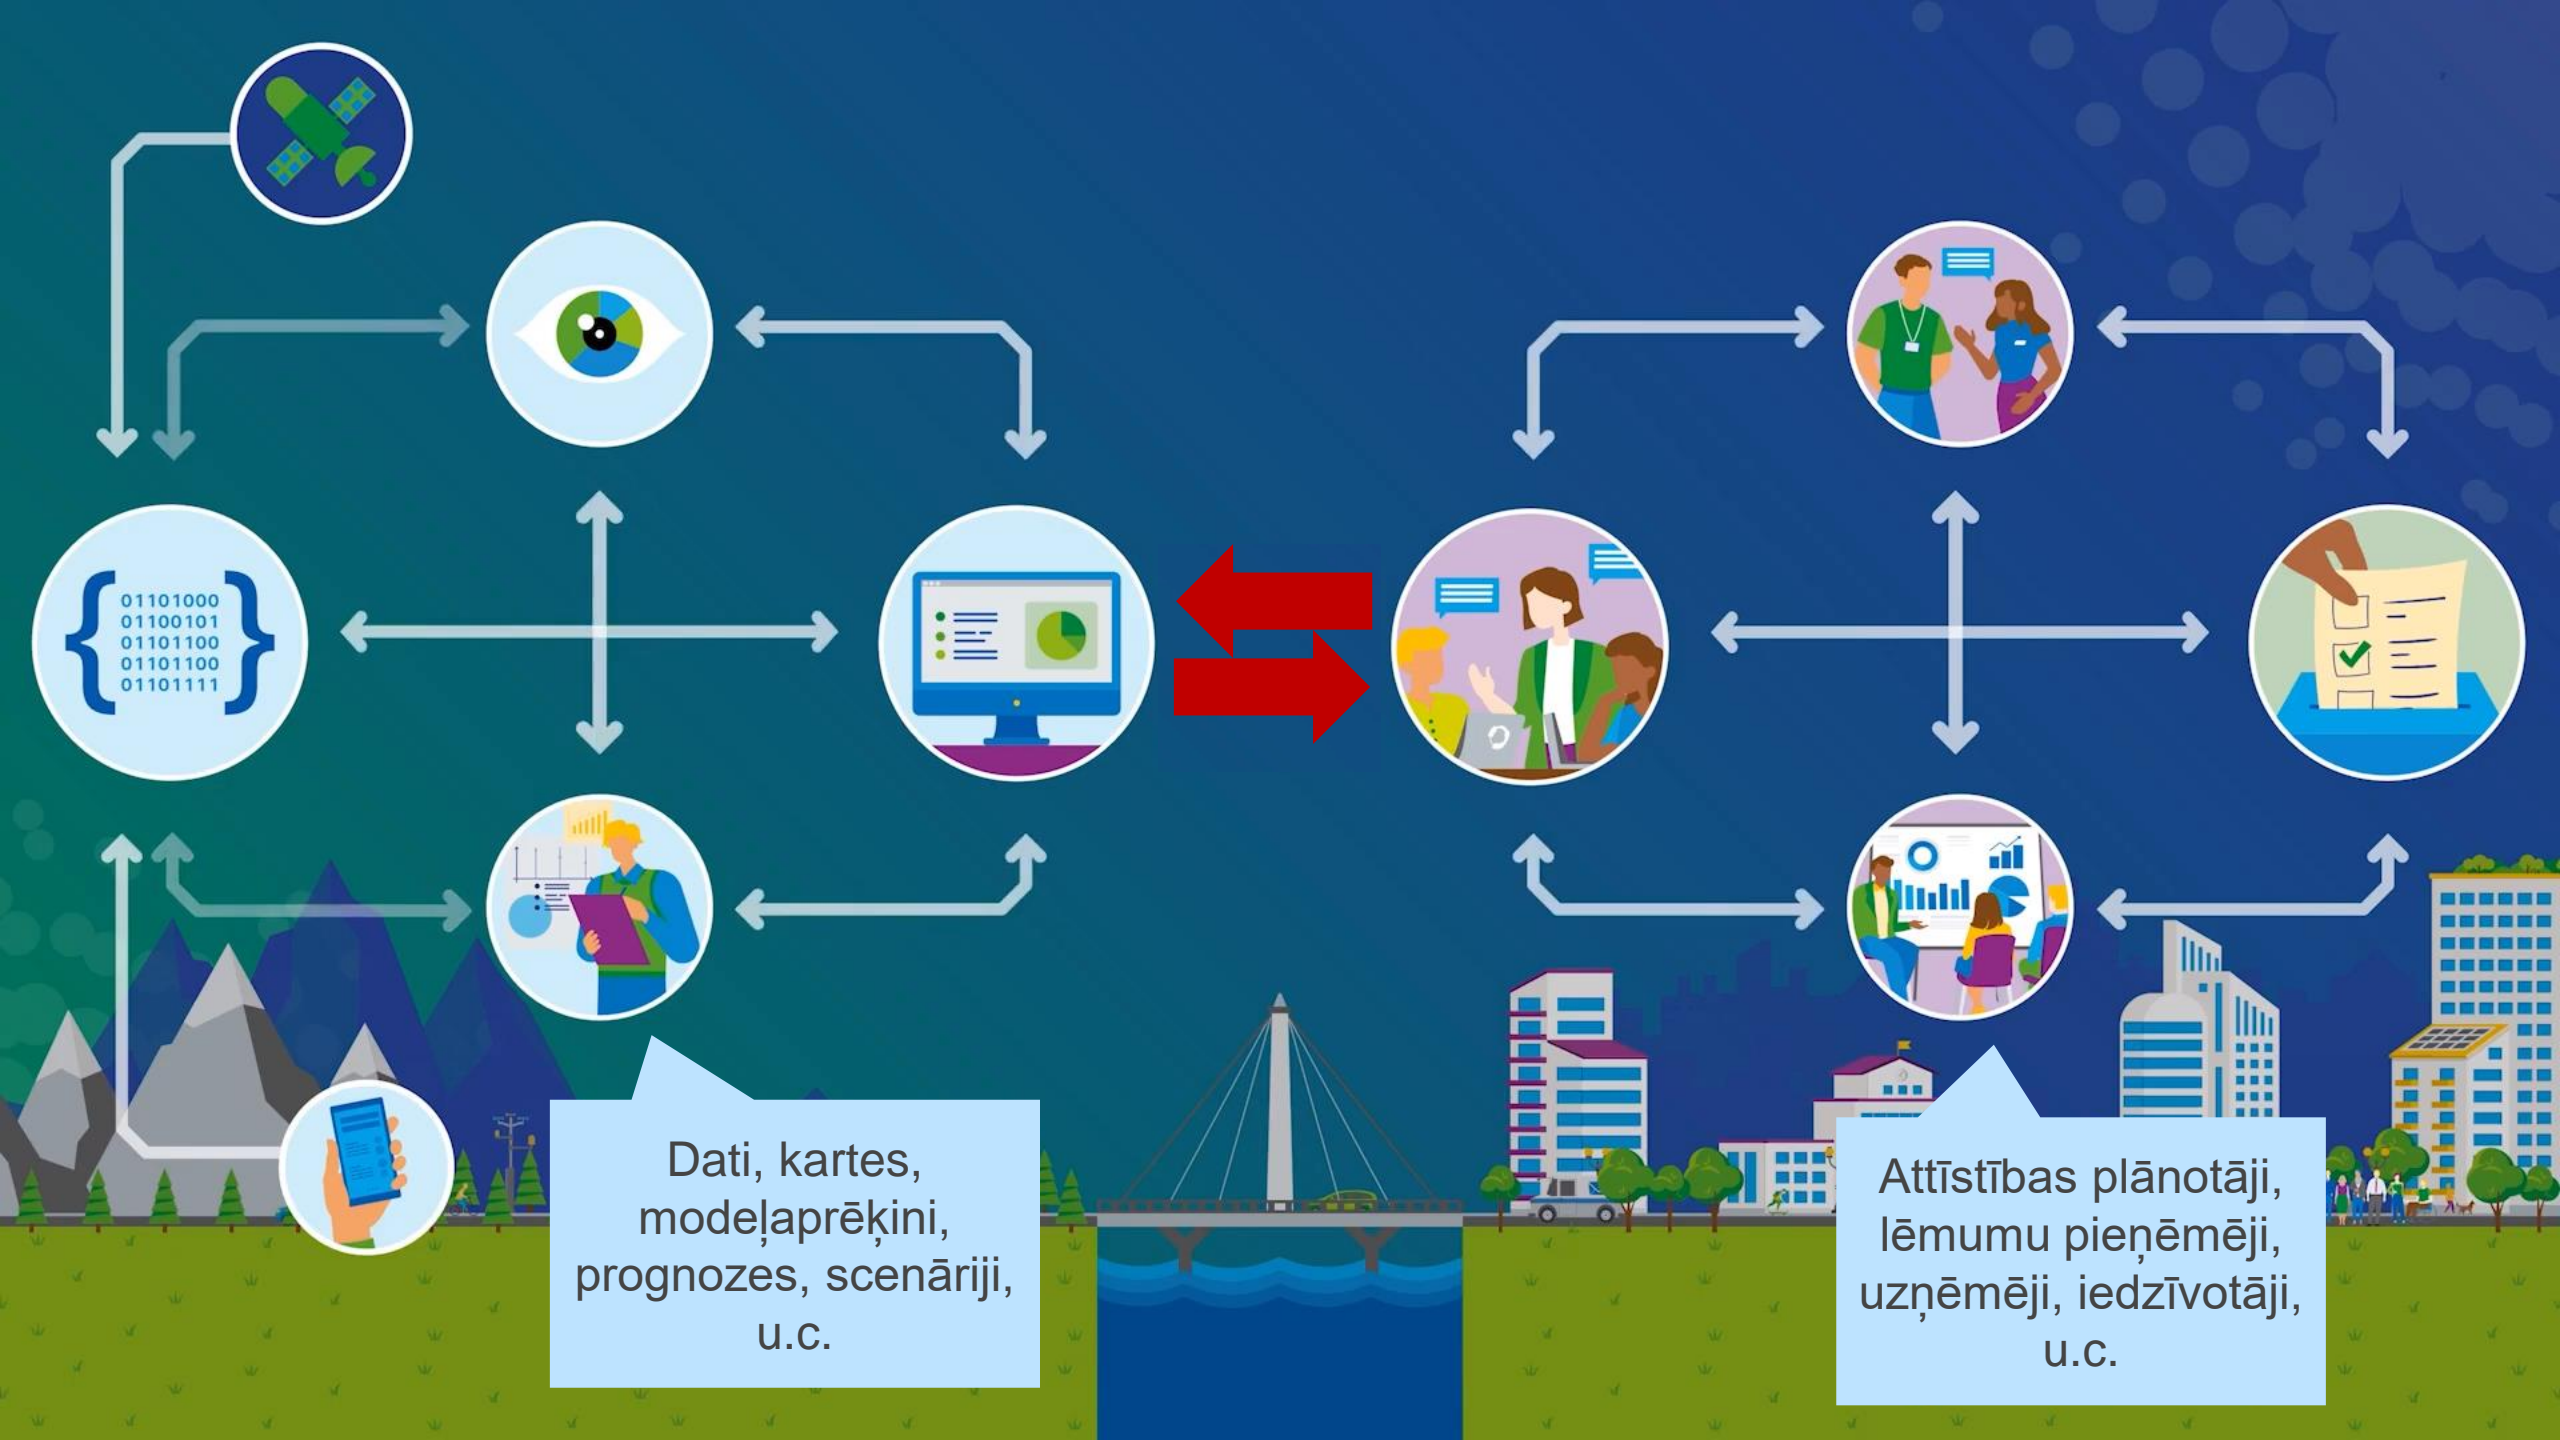 01101000
01100101
01101100
01101100
01101111
Dati, kartes,
modeļaprēķini,
prognozes, scenāriji,
u.c.
Attīstības plānotāji,
lēmumu pieņēmēji,
uzņēmēji, iedzīvotāji,
u.c.